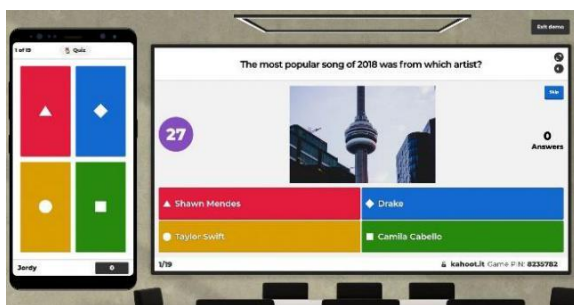 1 of 19
Quiz
Jordy
0
Exit demo
The most popular song of 2018 was from which artist?
Skip
27
0
Answers
Shawn Mendes
Drake
Taylor Swift
Camila Cabello
1/19
kahoot.it Game PIN: 8235782